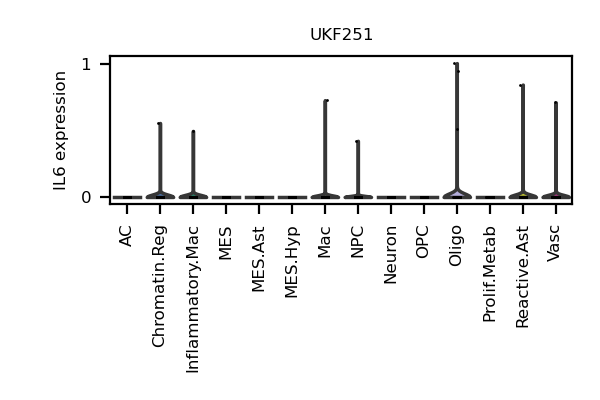 UKF251
IL6 expression
1
0
AC
Chromatin.Reg
Inflammatory.Mac
MES
MES.Ast
MES.Hyp
Mac
NPC
Neuron
OPC
Oligo
Prolif.Metab
Reactive.Ast
Vasc